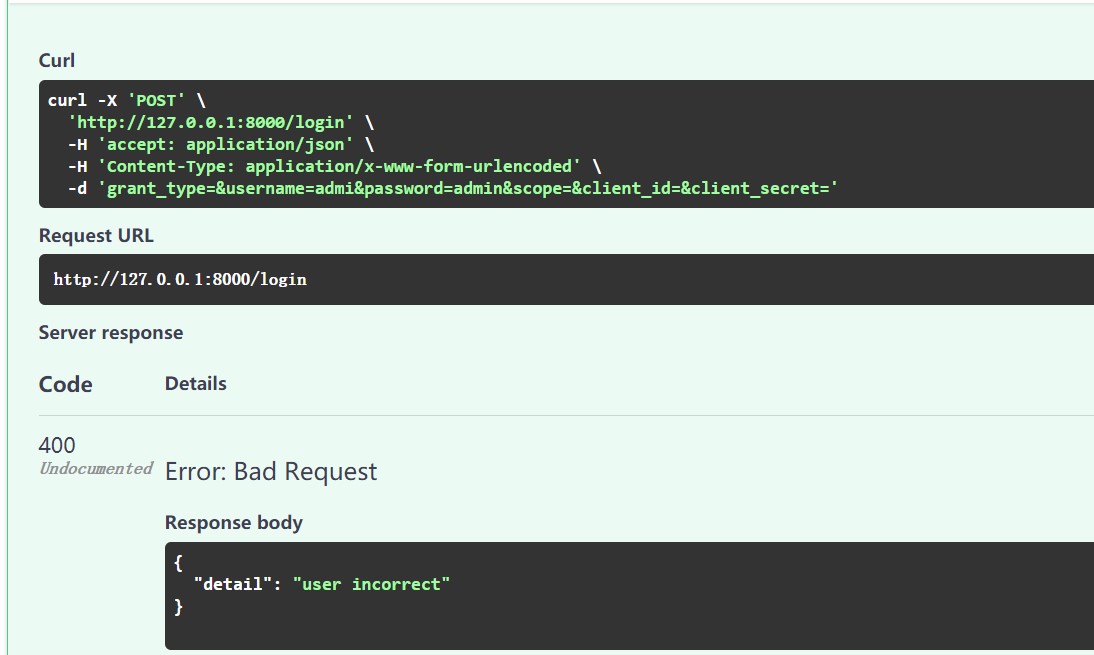 Curl
curl -X 'POST' \
'http://127.0.0.1:8000/login' \
-H 'accept: application/json' \
-H 'Content-Type: application/x-www-form-urlencoded' \
-d 'grant_type=&username=admi&password=admin&scope=&client_id=&client_secret='
Request URL
http://127.0.0.1:8000/login
Server response
Code Details
400
Undocumented
Error: Bad Request
Response body
{
"detail": "user incorrect"
}